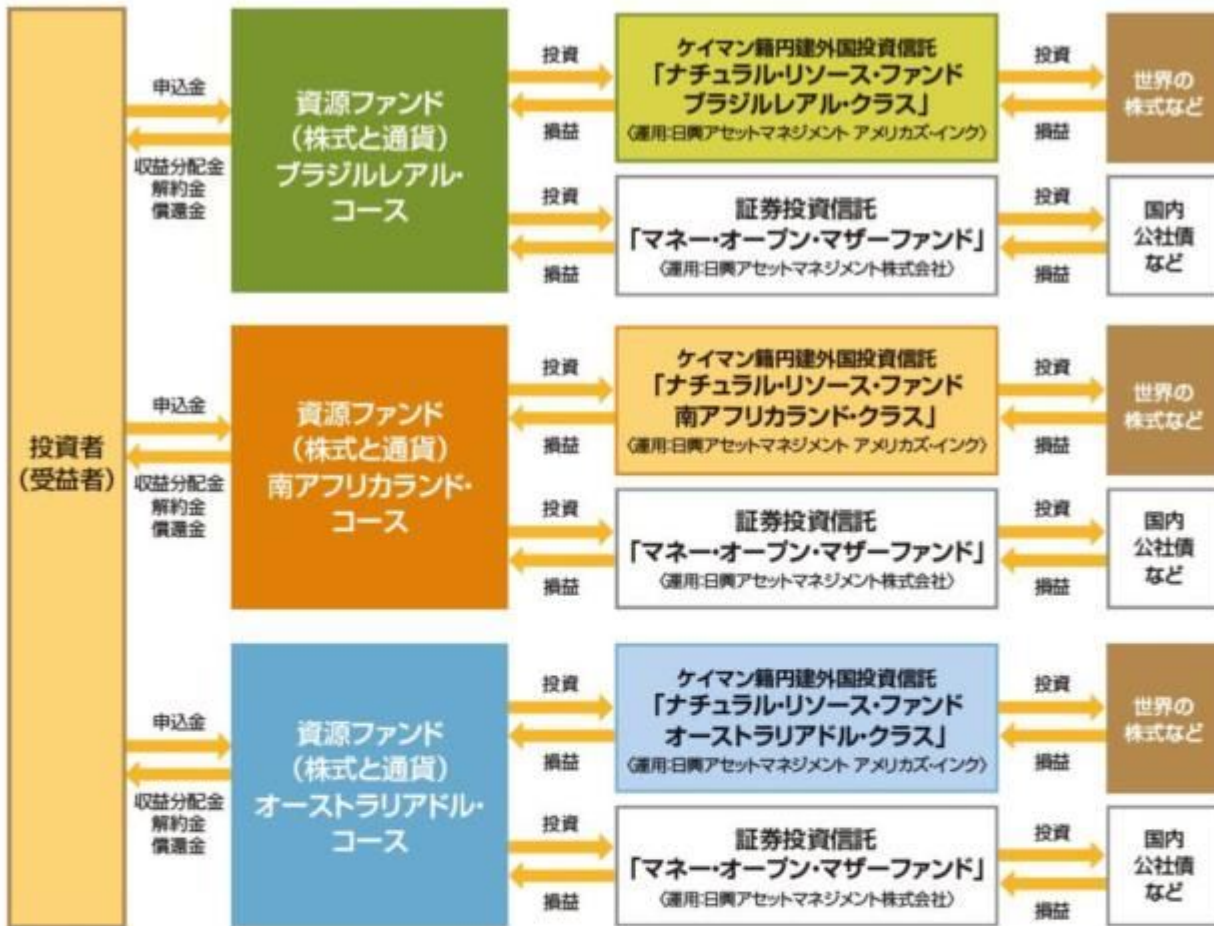 投資者
(受益者)
申込金
収益分配金
解約金
償還金
資源ファンド
(株式と通貨)
ブラジルレアル・
コース
投資
損益
ケイマン籍円建外国投資信託
「ナチュラル・リソース・ファンド
ブラジルレアル・クラス」
〈運用:日興アセットマネジメント アメリカズ・インク〉
投資
損益
世界の
株式など
投資
損益
証券投資信託
「マネー・オープン・マザーファンド」
〈運用:日興アセットマネジメント株式会社〉
投資
損益
国内
公社債
など
申込金
収益分配金
解約金
償還金
資源ファンド
(株式と通貨)
南アフリカランド・
コース
投資
損益
ケイマン籍円建外国投資信託
「ナチュラル・リソース・ファンド
南アフリカランド・クラス」
〈運用:日興アセットマネジメント アメリカズ・インク〉
投資
損益
世界の
株式など
投資
損益
証券投資信託
「マネー・オープン・マザーファンド」
〈運用:日興アセットマネジメント株式会社〉
投資
損益
国内
公社債
など
申込金
収益分配金
解約金
償還金
資源ファンド
(株式と通貨)
オーストラリアドル・
コース
投資
損益
ケイマン籍円建外国投資信託
「ナチュラル・リソース・ファンド
オーストラリアドル・クラス」
〈運用:日興アセットマネジメント アメリカズ・インク〉
投資
損益
世界の
株式など
投資
損益
証券投資信託
「マネー・オープン・マザーファンド」
〈運用:日興アセットマネジメント株式会社〉
投資
損益
国内
公社債
など